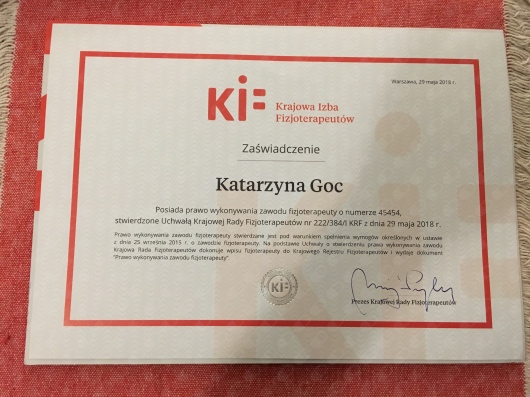 Warszawa, 29 maja 2018 r.
KIF
Krajowa Izba
Fizjoterapeutów
Zaświadczenie
Katarzyna Goc
Posiada prawo wykonywania zawodu fizjoterapeuty o numerze 45454,
stwierdzone Uchwałą Krajowej Rady Fizjoterapeutów nr 222/384/I KRF z dnia 29 maja 2018 r.
Prawo wykonywania zawodu fizjoterapeuty stwierdzane jest pod warunkiem spełniania wymogów określonych w ustawie
z dnia 25 września 2015 r. o zawodzie fizjoterapeuty. Na podstawie Uchwały o stwierdzeniu prawa wykonywania zawodu
Krajowa Rada Fizjoterapeutów dokonuje wpisu fizjoterapeuty do Krajowego Rejestru Fizjoterapeutów i wydaje dokument
"Prawo wykonywania zawodu fizjoterapeuty".
KIF
Prezes Krajowej Rady Fizjoterapeutów